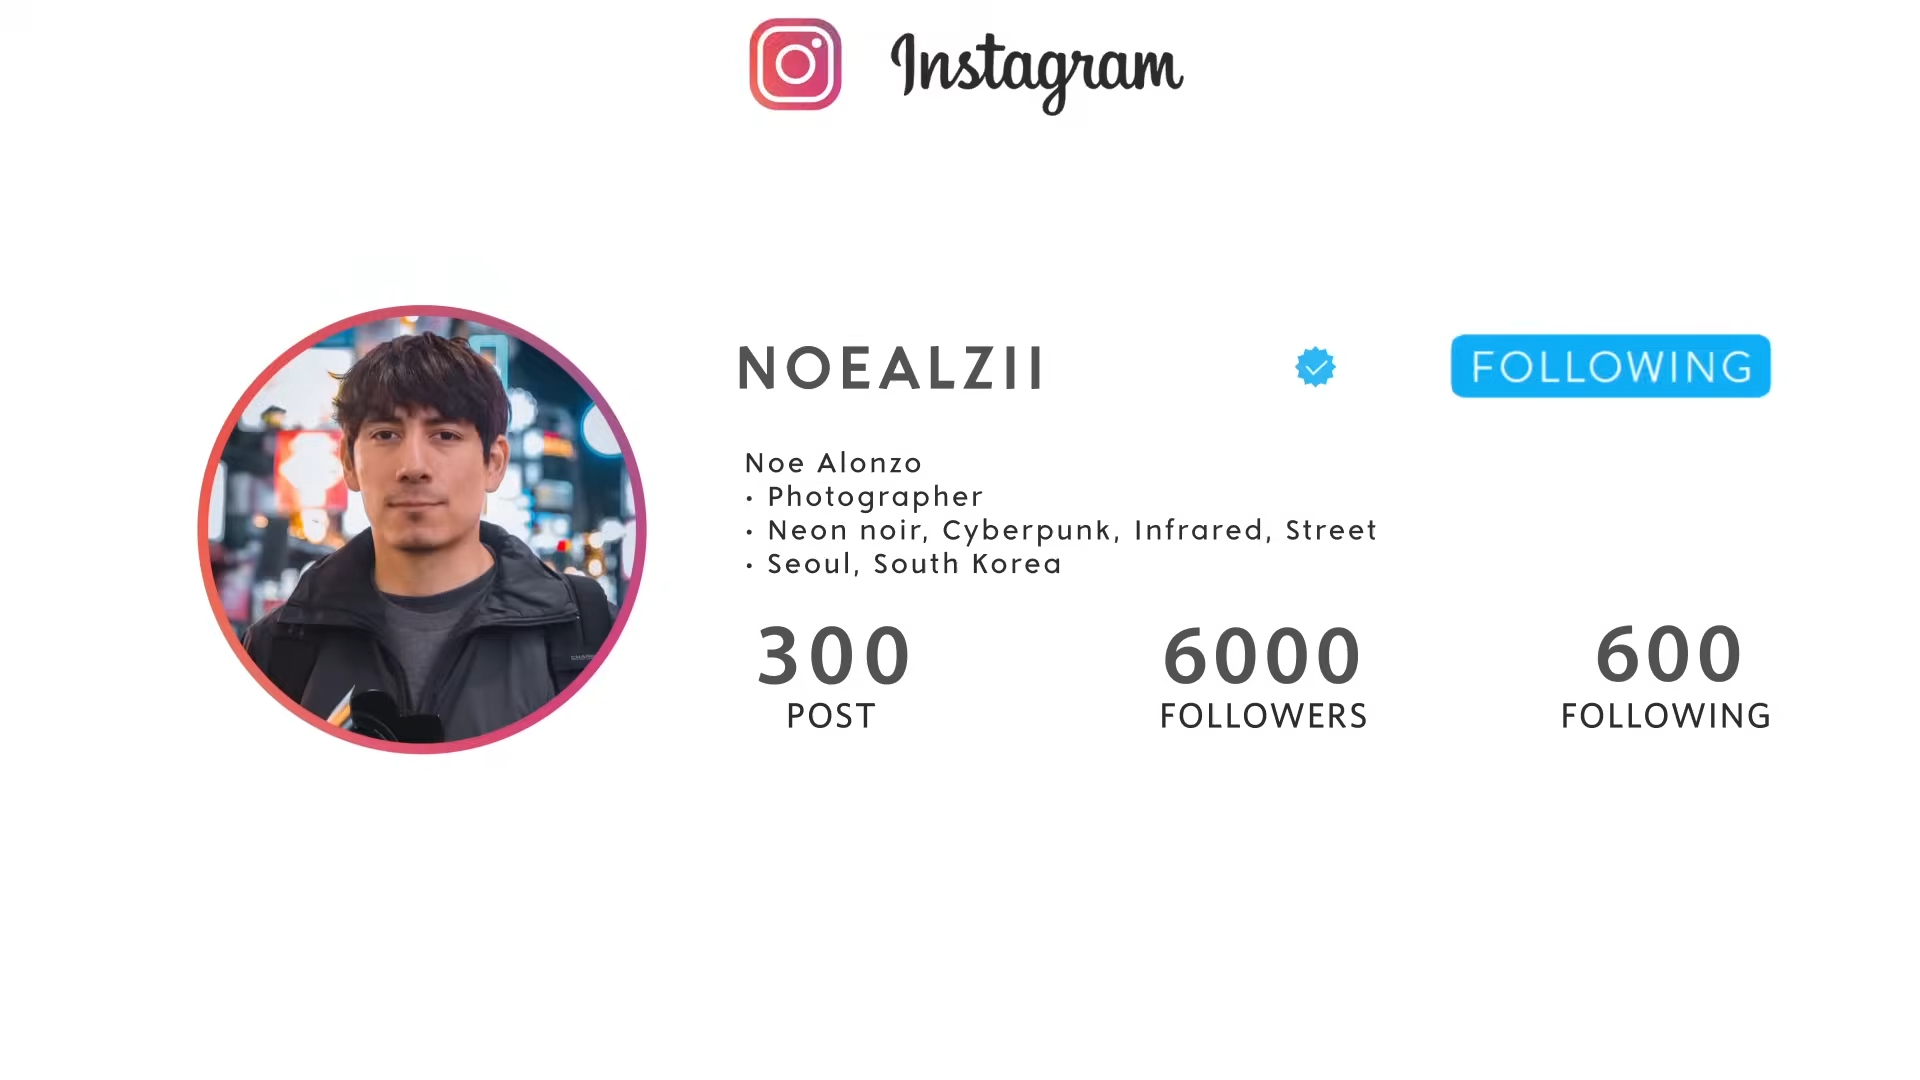 Instagram
NOEALZII
FOLLOWING
Noe Alonzo
• Photographer
• Neon noir, Cyberpunk, Infrared, Street
• Seoul, South Korea
300 6000 600
POST FOLLOWERS FOLLOWING